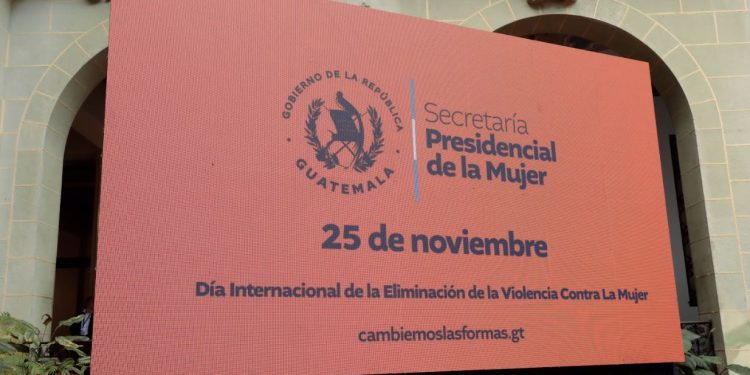 GOBIERNO DE LA REPÚBLICA
GUATEMALA
Secretaría
Presidencial
de la Mujer
25 de noviembre
Día Internacional de la Eliminación de la Violencia Contra La Mujer
cambiemoslasformas.gt